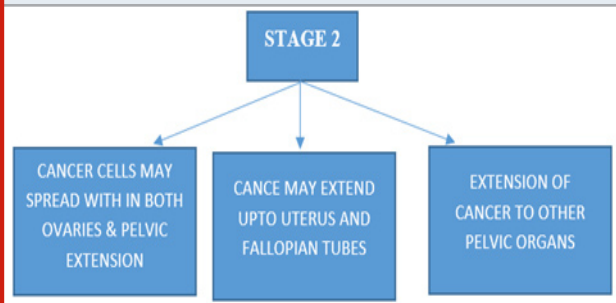 STAGE 2
CANCER CELLS MAY
SPREAD WITH IN BOTH
OVARIES & PELVIC
EXTENSION
CANCE MAY EXTEND
UPTO UTERUS AND
FALLOPIAN TUBES
EXTENSION OF
CANCER TO OTHER
PELVIC ORGANS